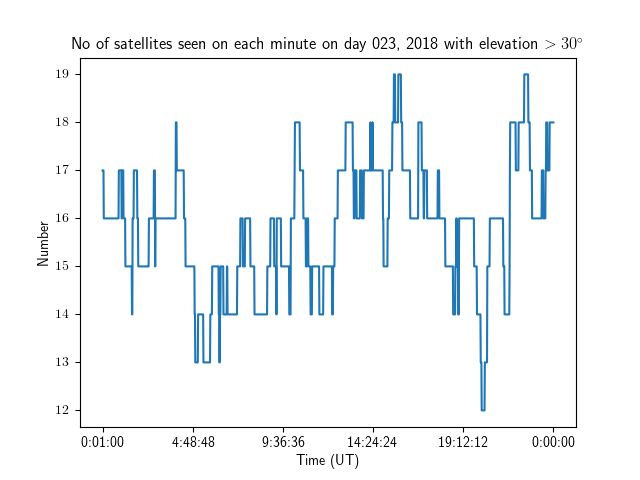 No of satellites seen on each minute on day 023, 2018 with elevation > 30°
19
18
17
16
15
14
13
12
Number
0:01:00 4:48:48 9:36:36 14:24:24 19:12:12 0:00:00
Time (UT)